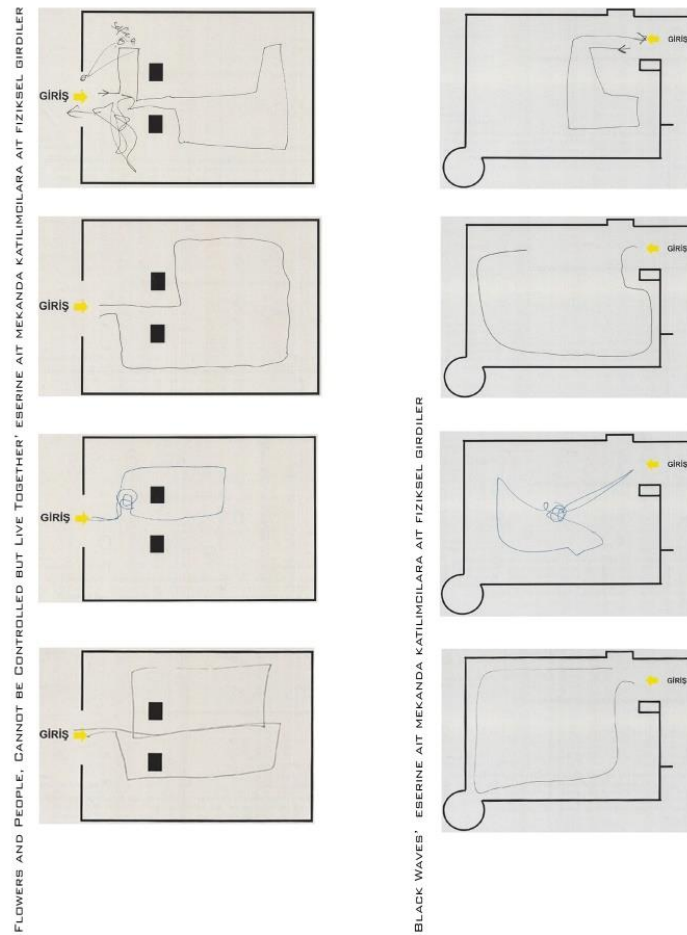 FLOWERS AND PEOPLE, CANNOT BE CONTROLLED BUT LIVE TOGETHER' ESERINE AIT MEKANDA KATILIMCILARA AIT FIZIKSEL GIRDILER
GİRİŞ
GİRİŞ
GİRİŞ
GİRİŞ
BLACK WAVES' ESERINE AIT MEKANDA KATILIMCILARA AIT FIZIKSEL GIRDILER
GİRİŞ
GİRİŞ
GİRİŞ
GİRİŞ